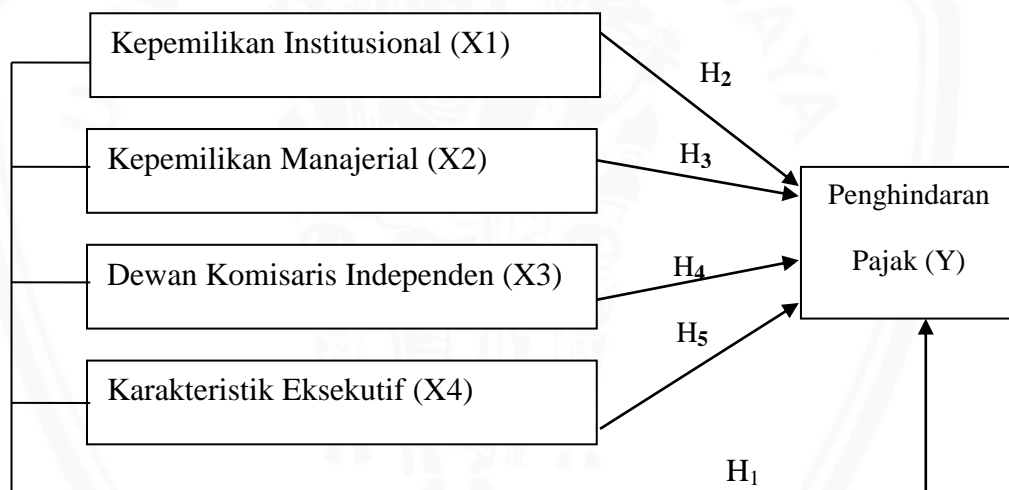 Kepemilikan Institusional (X1)
H2
Kepemilikan Manajerial (X2)
H3
Penghindaran
Pajak (Y)
Dewan Komisaris Independen (X3)
H4
H5
Karakteristik Eksekutif (X4)
H1